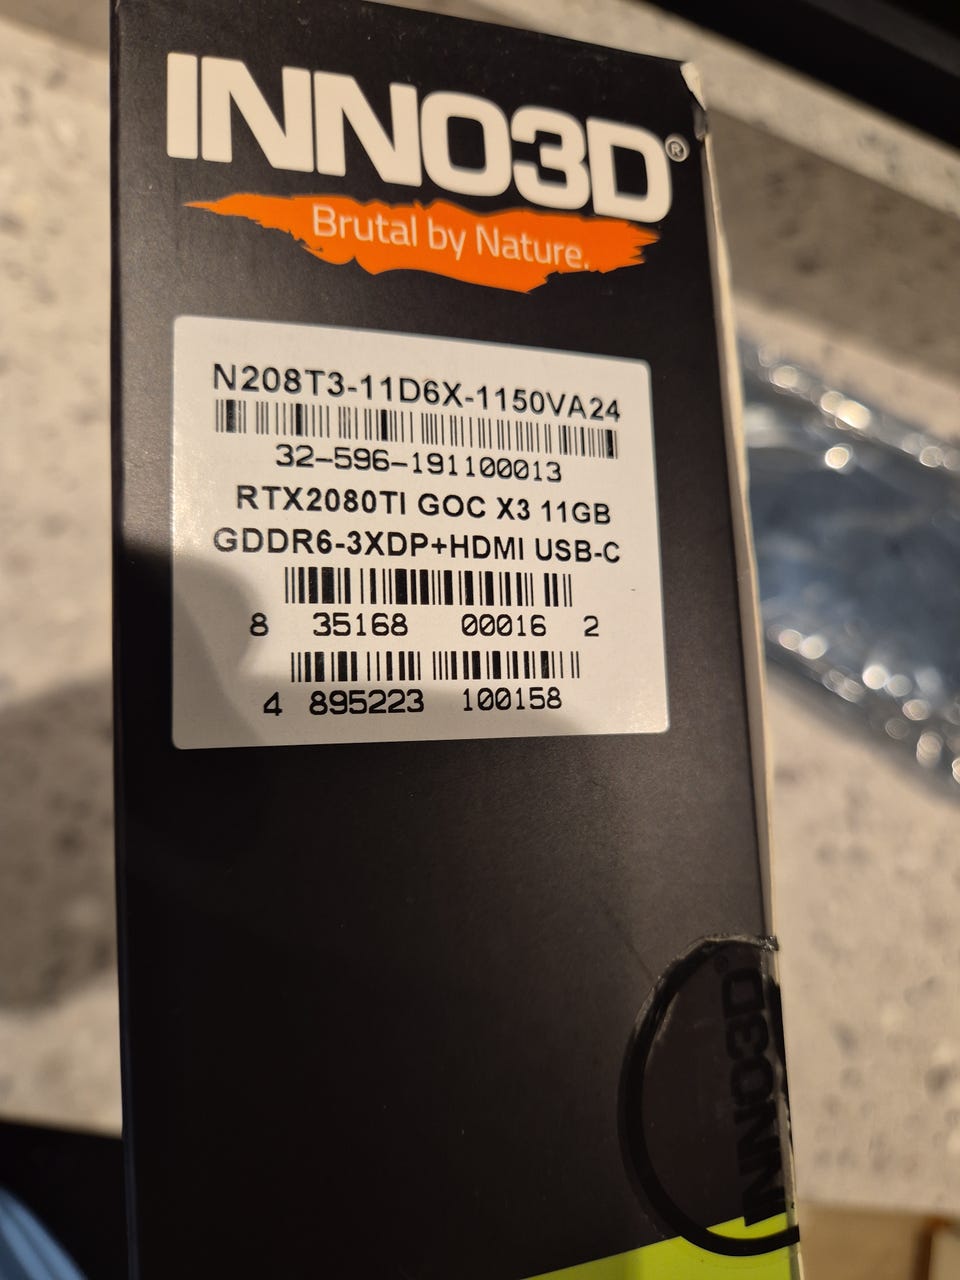 INNO3D®
Brutal by Nature.
N208T3-11D6X-1150VA24
32-596-191100013
RTX2080TI GOC X3 11GB
GDDR6-3XDP+HDMI USB-C
8 35168 00016 2
4 895223 100158
INNO3D®